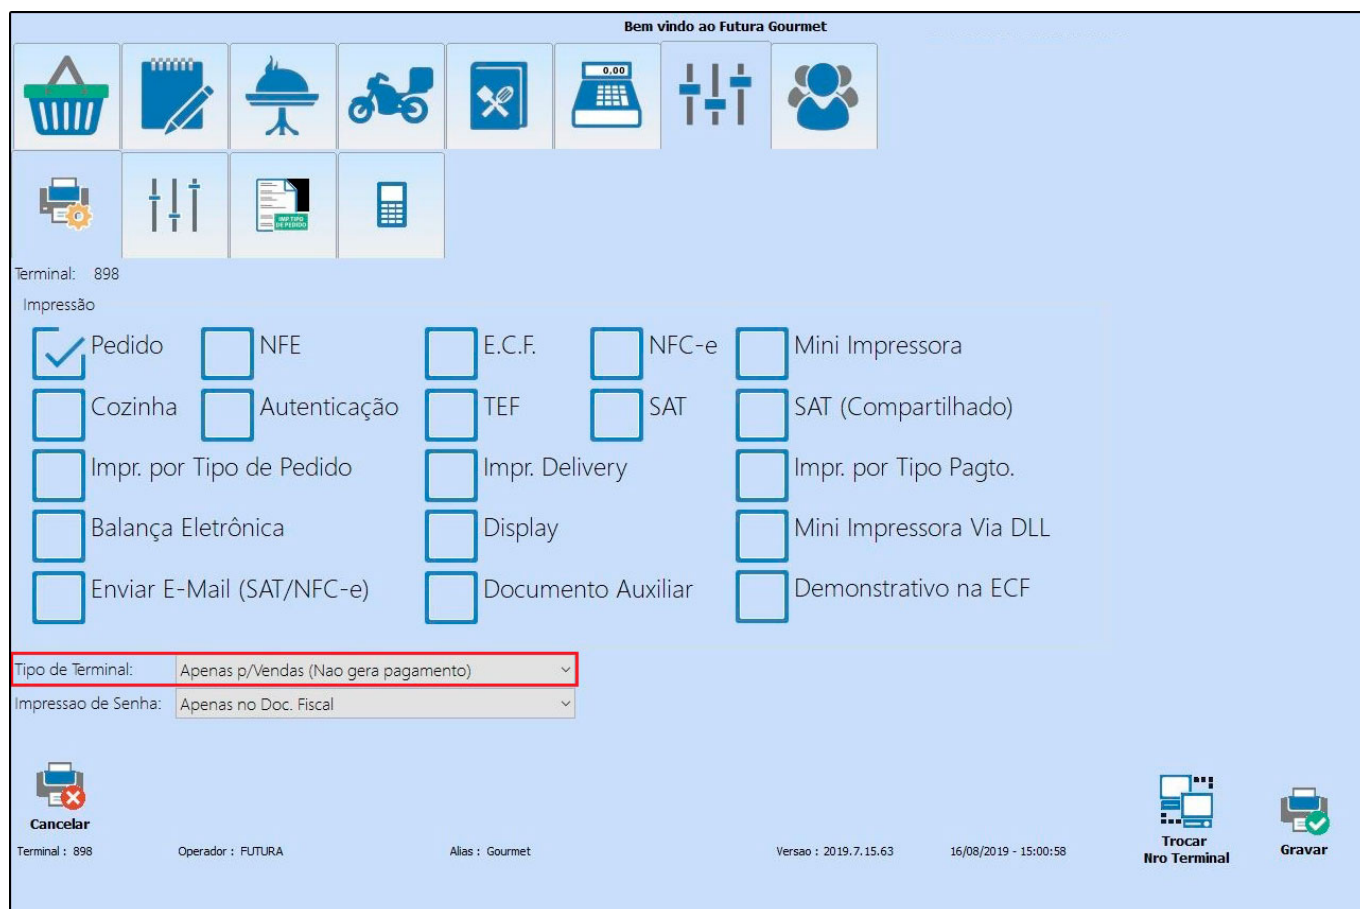 Bem vindo ao Futura Gourmet
0,00
IMP TIPO
DE PEDIDO
Terminal: 898
Impressão
Pedido NFE E.C.F. NFC-e Mini Impressora
Cozinha Autenticação TEF SAT SAT (Compartilhado)
Impr. por Tipo de Pedido Impr. Delivery Impr. por Tipo Pagto.
Balança Eletrônica Display Mini Impressora Via DLL
Enviar E-Mail (SAT/NFC-e) Documento Auxiliar Demonstrativo na ECF
Tipo de Terminal: Apenas p/Vendas (Nao gera pagamento)
Impressao de Senha: Apenas no Doc. Fiscal
Cancelar
Trocar
Nro Terminal
Gravar
Terminal : 898 Operador : FUTURA Alias : Gourmet Versao : 2019.7.15.63 16/08/2019 - 15:00:58